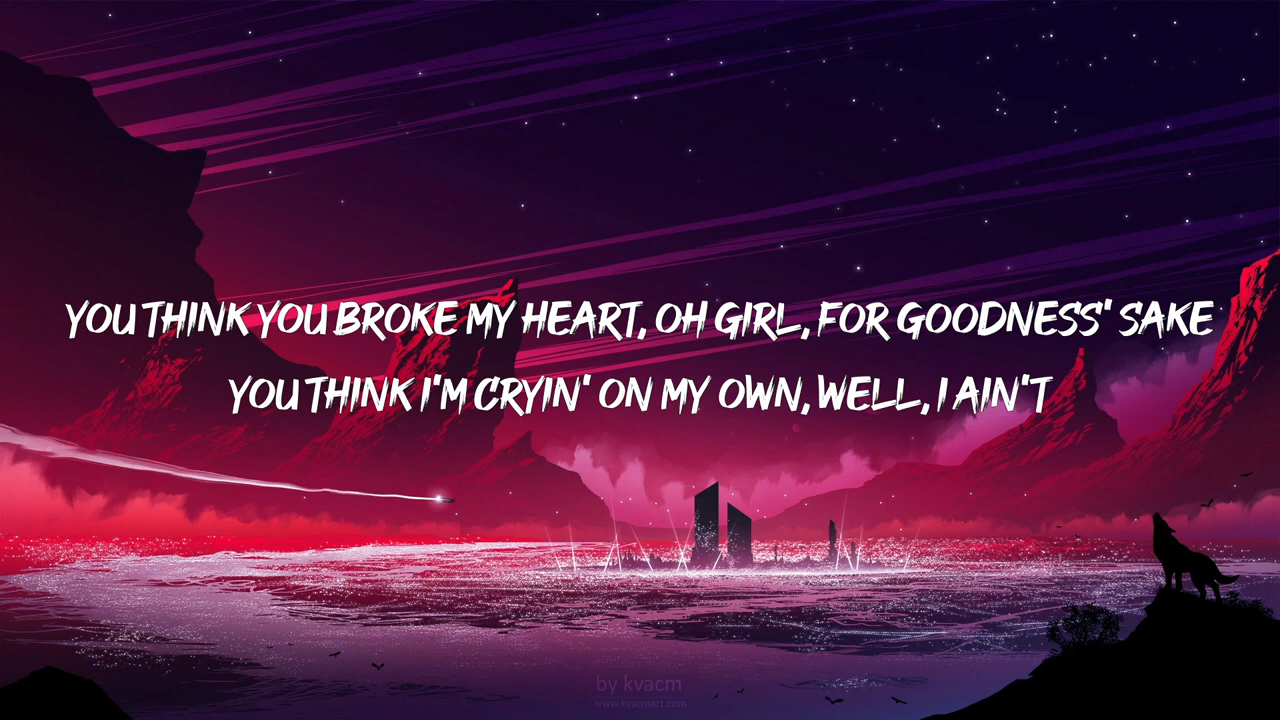 YOU THINK YOU BROKE MY HEART, OH GIRL, FOR GOODNESS' SAKE
YOU THINK I'M CRYIN' ON MY OWN, WELL, I AIN'T
by kvacm
www.kvacmart.com